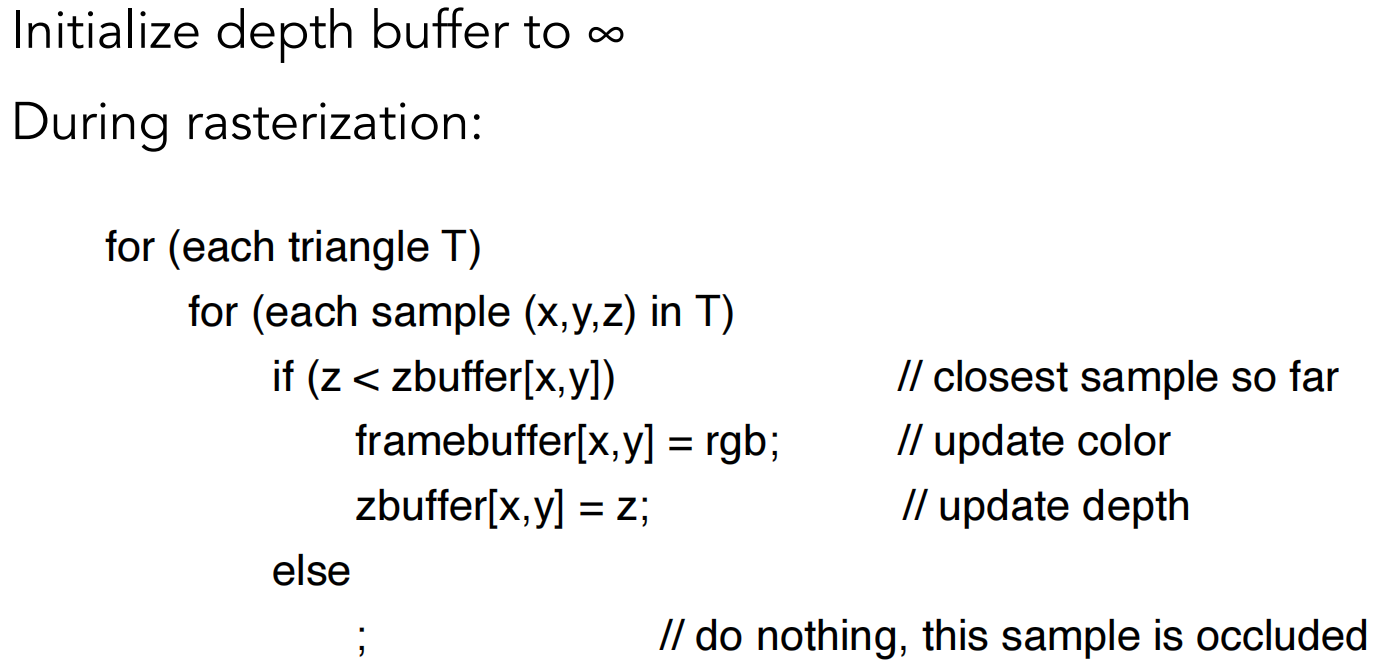 Initialize depth buffer to ∞
During rasterization:
for (each triangle T)
for (each sample (x,y,z) in T)
if (z < zbuffer[x,y]) // closest sample so far
framebuffer[x,y] = rgb; // update color
zbuffer[x,y] = z; // update depth
else
; // do nothing, this sample is occluded